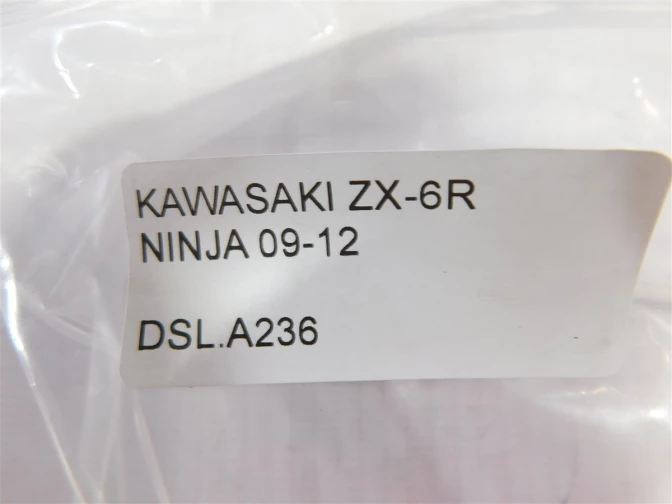 KAWASAKI ZX-6R
NINJA 09-12
DSL.A236